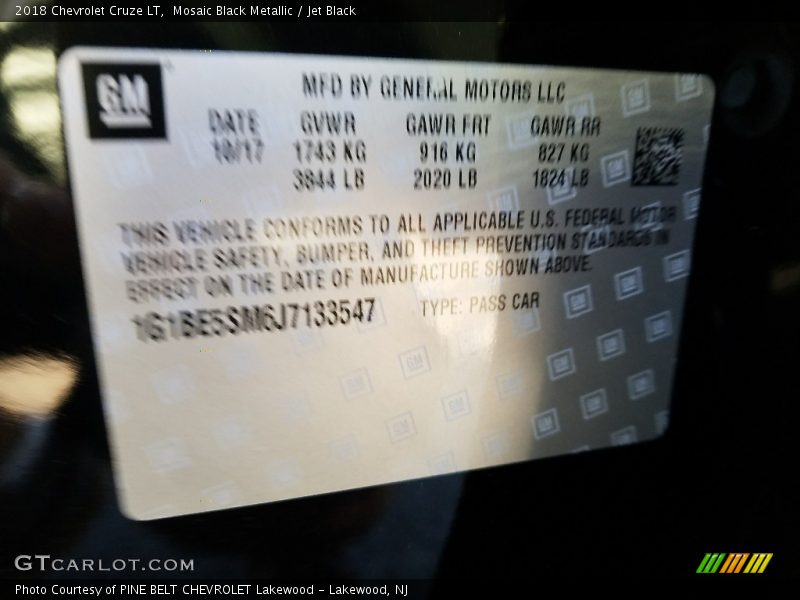 2018 Chevrolet Cruze LT, Mosaic Black Metallic / Jet Black
GM
MFD BY GENERAL MOTORS LLC
DATE GVWR GAWR FRT GAWR RR
10/17 1743 KG 916 KG 827 KG
3844 LB 2020 LB 1824 LB
THIS VEHICLE CONFORMS TO ALL APPLICABLE U.S. FEDERAL MOTOR
VEHICLE SAFETY, BUMPER, AND THEFT PREVENTION STANDARDS IN
EFFECT ON THE DATE OF MANUFACTURE SHOWN ABOVE.
1G1BE5SM6J7133547 TYPE: PASS CAR
GTCARLOT.COM
Photo Courtesy of PINE BELT CHEVROLET Lakewood - Lakewood, NJ